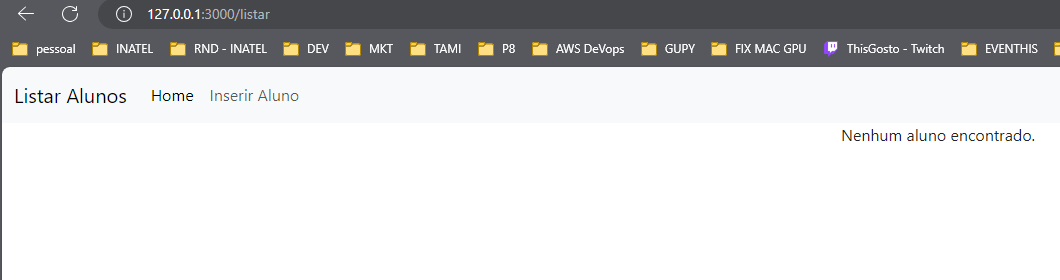 127.0.0.1:3000/listar
pessoal INATEL RND - INATEL DEV MKT TAMI P8 AWS DeVops GUPY FIX MAC GPU ThisGosto - Twitch EVENTHIS
Listar Alunos Home Inserir Aluno
Nenhum aluno encontrado.